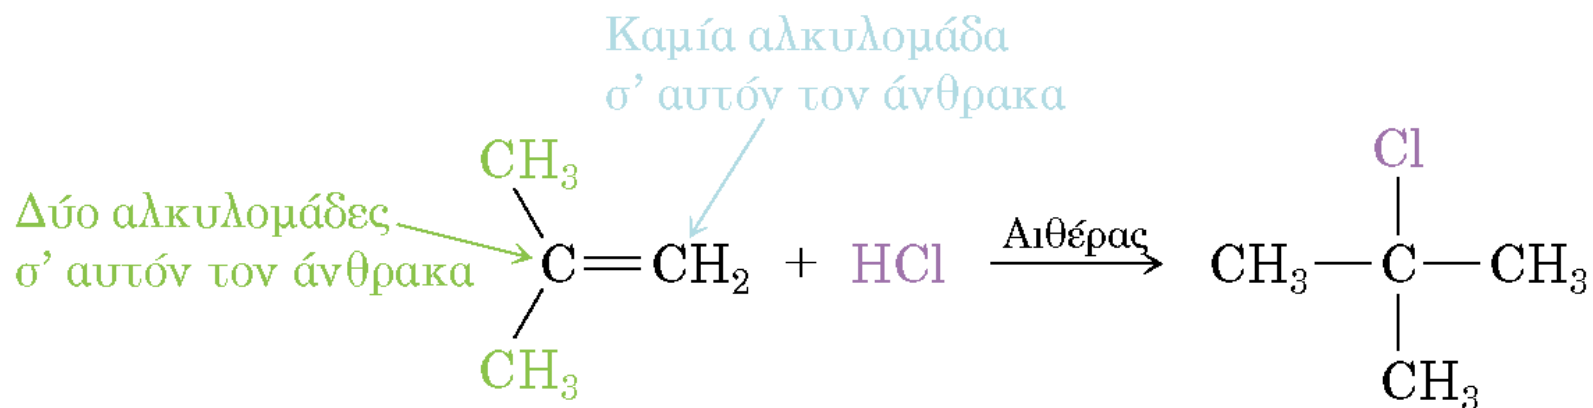 Καμία αλκυλομάδα
σ’ αυτόν τον άνθρακα
Δύο αλκυλομάδες
σ’ αυτόν τον άνθρακα
CH₃
C=CH₂ + HCl
CH₃
Αιθέρας
Cl
CH₃—C—CH₃
CH₃